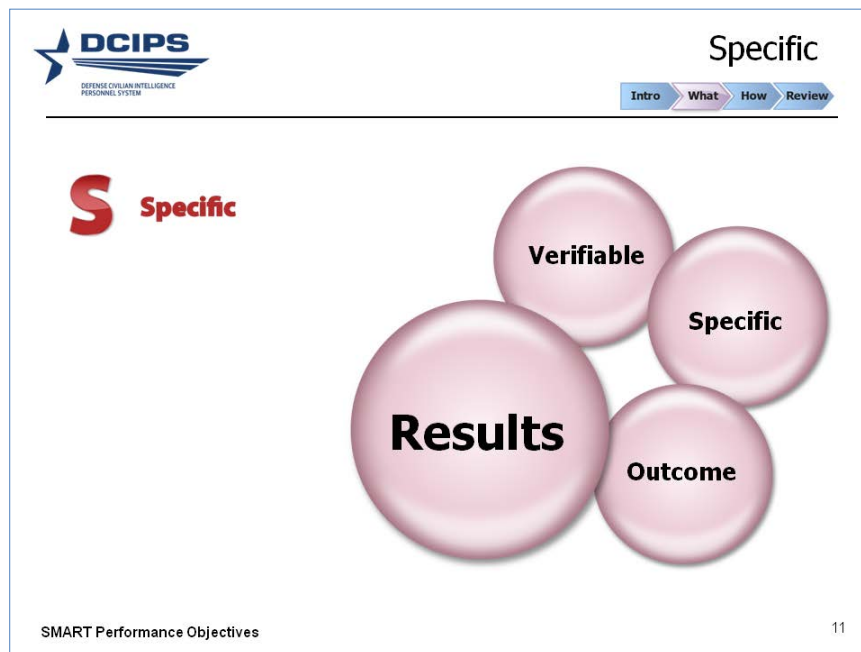 DCIPS
DEFENSE CIVILIAN INTELLIGENCE
PERSONNEL SYSTEM
Specific
Intro What How Review
S Specific
Verifiable
Specific
Results
Outcome
SMART Performance Objectives
11